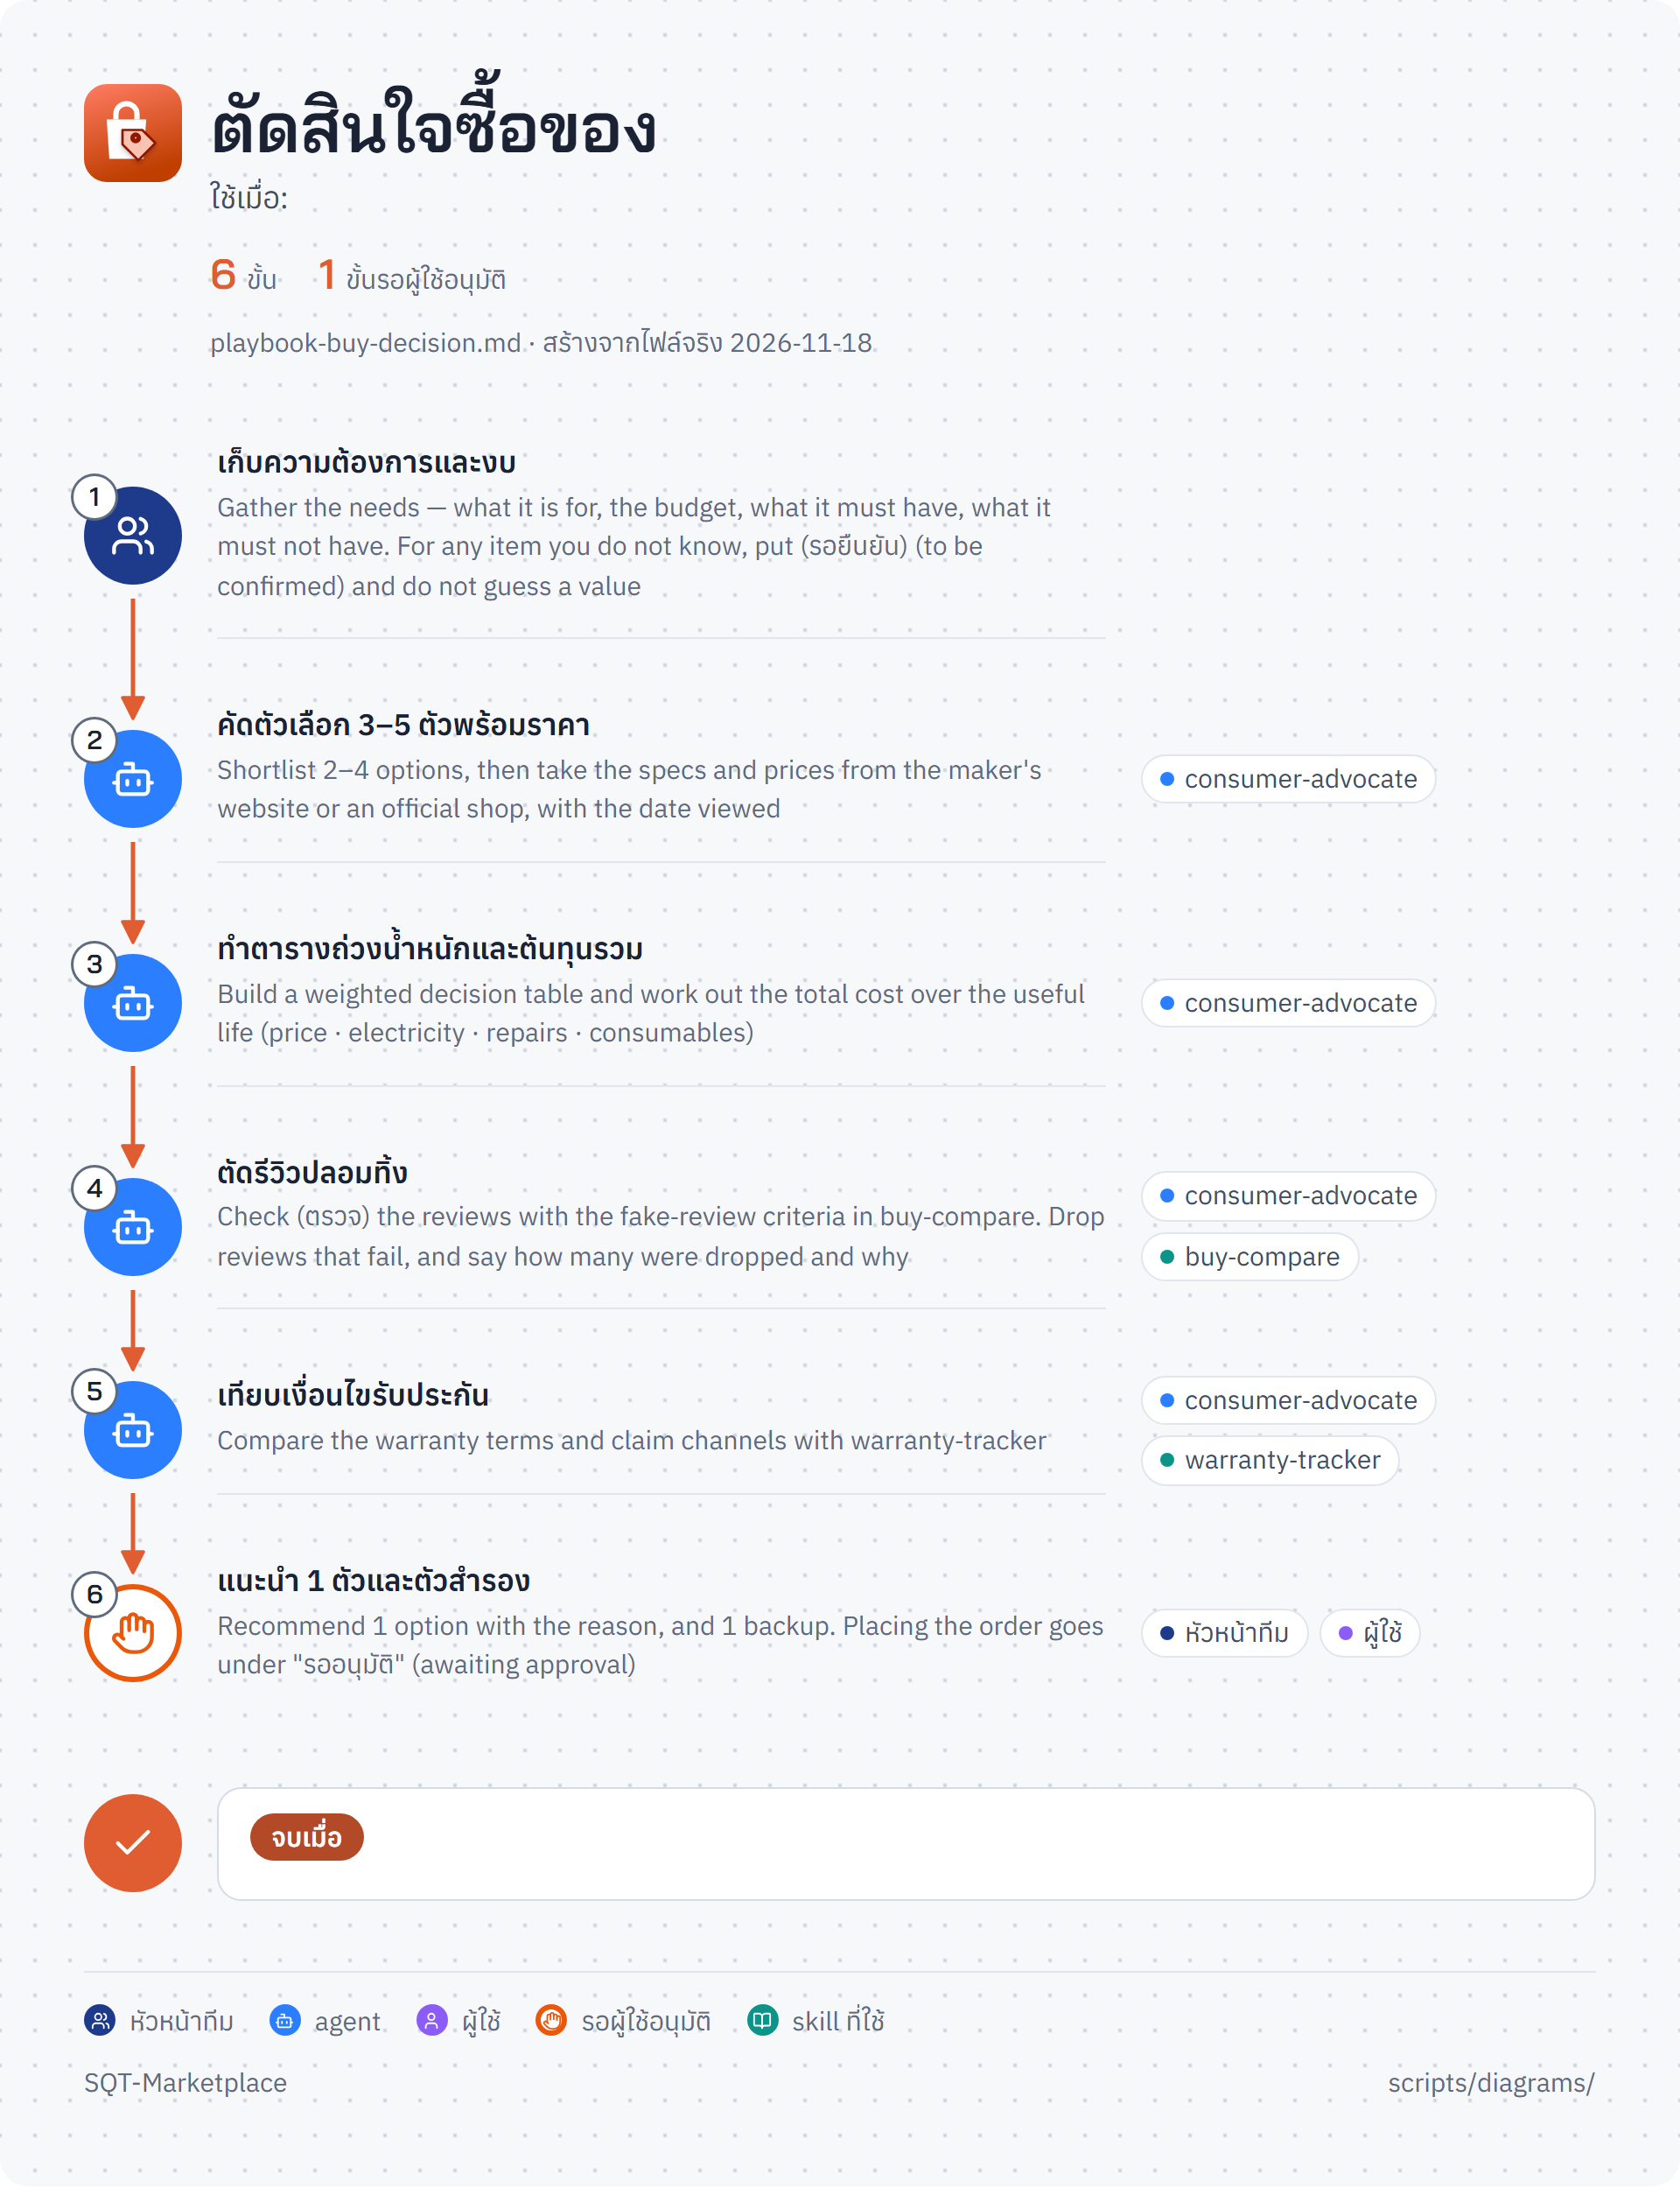 ตัดสินใจซื้อของ
ใช้เมื่อ:
6 ขั้น 1 ขั้นรอผู้ใช้อนุมัติ
playbook-buy-decision.md · สร้างจากไฟล์จริง 2026-11-18
1
เก็บความต้องการและงบ
Gather the needs — what it is for, the budget, what it must have, what it
must not have. For any item you do not know, put (รอยืนยัน) (to be
confirmed) and do not guess a value
2
คัดตัวเลือก 3–5 ตัวพร้อมราคา
Shortlist 2–4 options, then take the specs and prices from the maker's
website or an official shop, with the date viewed
consumer-advocate
3
ทำตารางถ่วงน้ำหนักและต้นทุนรวม
Build a weighted decision table and work out the total cost over the useful
life (price · electricity · repairs · consumables)
consumer-advocate
4
ตัดรีวิวปลอมทิ้ง
Check (ตรวจ) the reviews with the fake-review criteria in buy-compare. Drop
reviews that fail, and say how many were dropped and why
consumer-advocate
buy-compare
5
เทียบเงื่อนไขรับประกัน
Compare the warranty terms and claim channels with warranty-tracker
consumer-advocate
warranty-tracker
6
แนะนำ 1 ตัวและตัวสำรอง
Recommend 1 option with the reason, and 1 backup. Placing the order goes
under "รออนุมัติ" (awaiting approval)
หัวหน้าทีม ผู้ใช้
จบเมื่อ
หัวหน้าทีม agent ผู้ใช้ รอผู้ใช้อนุมัติ skill ที่ใช้
SQT-Marketplace scripts/diagrams/